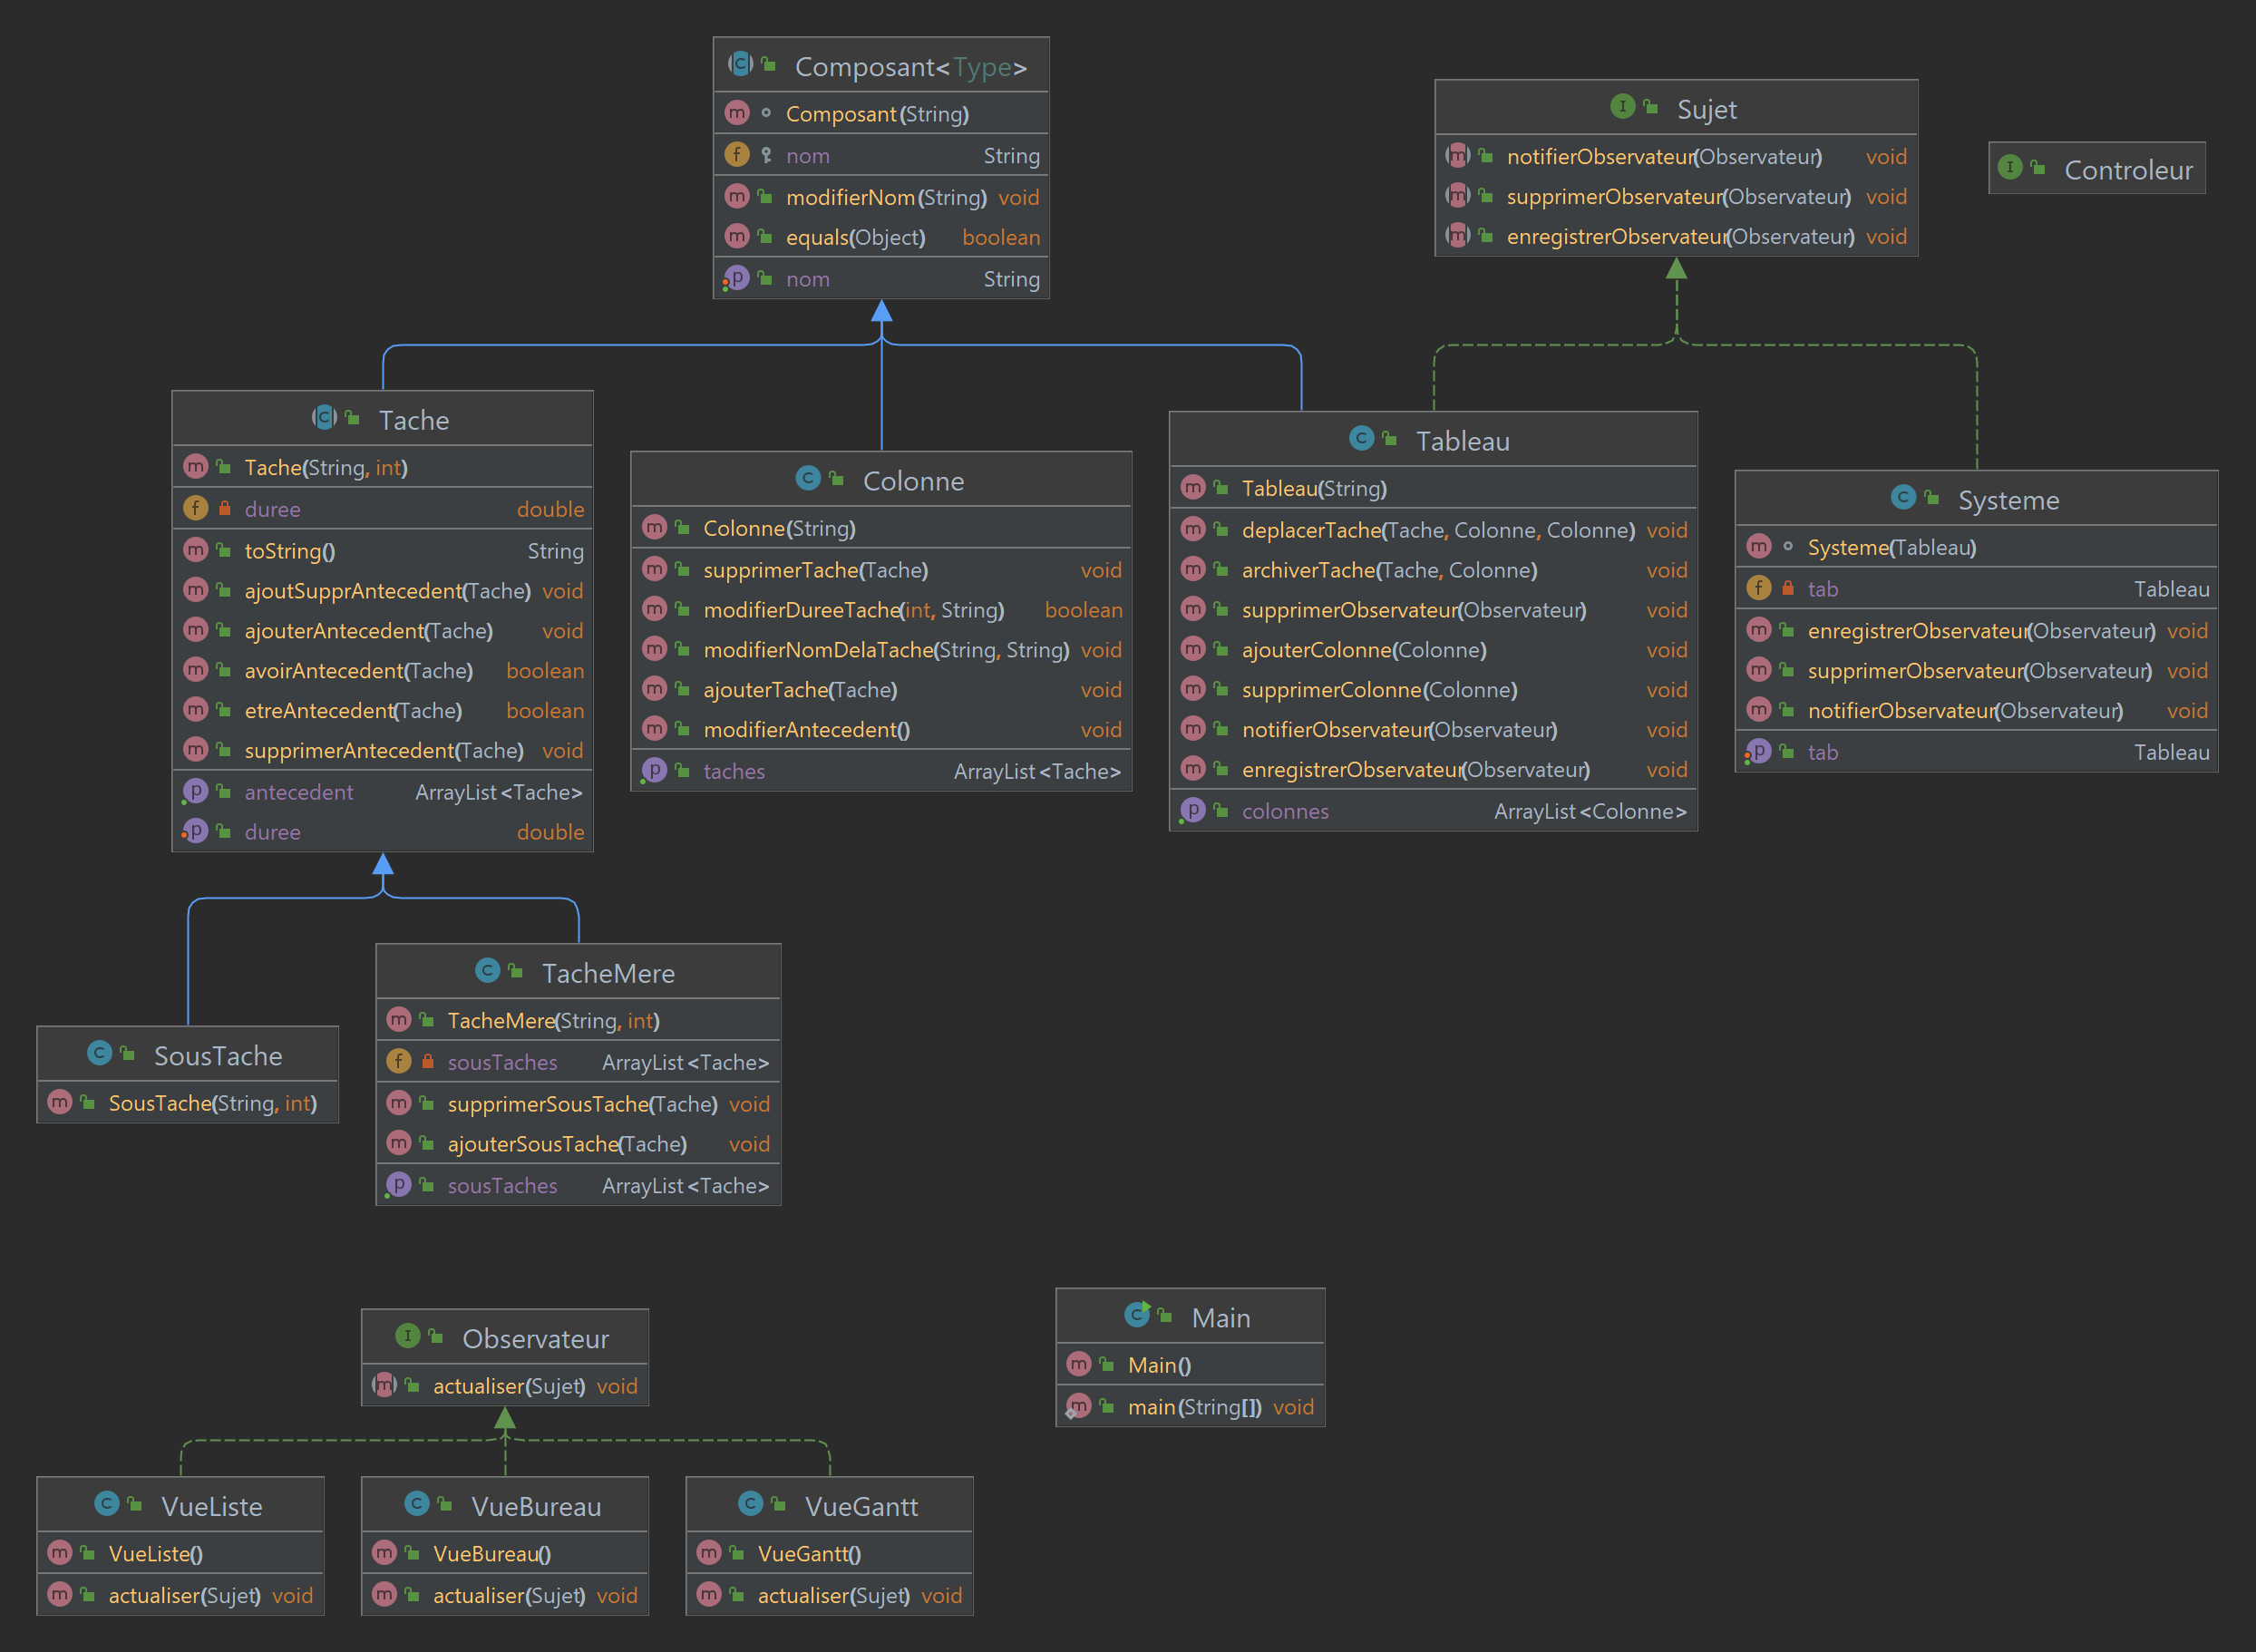 Composant<Type>
Composant(String)
nom String
modifierNom(String) void
equals(Object) boolean
nom String
Sujet
notifierObservateur(Observateur) void
supprimerObservateur(Observateur) void
enregistrerObservateur(Observateur) void
Controleur
Tache
Tache(String, int)
duree double
toString() String
ajoutSupprAntecedent(Tache) void
ajouterAntecedent(Tache) void
avoirAntecedent(Tache) boolean
etreAntecedent(Tache) boolean
supprimerAntecedent(Tache) void
antecedent ArrayList<Tache>
duree double
Colonne
Colonne(String)
supprimerTache(Tache) void
modifierDureeTache(int, String) boolean
modifierNomDelaTache(String, String) void
ajouterTache(Tache) void
modifierAntecedent() void
taches ArrayList<Tache>
Tableau
Tableau(String)
deplacerTache(Tache, Colonne, Colonne) void
archiverTache(Tache, Colonne) void
supprimerObservateur(Observateur) void
ajouterColonne(Colonne) void
supprimerColonne(Colonne) void
notifierObservateur(Observateur) void
enregistrerObservateur(Observateur) void
colonnes ArrayList<Colonne>
Systeme
Systeme(Tableau)
tab Tableau
enregistrerObservateur(Observateur) void
supprimerObservateur(Observateur) void
notifierObservateur(Observateur) void
tab Tableau
SousTache
SousTache(String, int)
TacheMere
TacheMere(String, int)
sousTaches ArrayList<Tache>
supprimerSousTache(Tache) void
ajouterSousTache(Tache) void
sousTaches ArrayList<Tache>
Observateur
actualiser(Sujet) void
Main
Main()
main(String[]) void
VueListe
VueListe()
actualiser(Sujet) void
VueBureau
VueBureau()
actualiser(Sujet) void
VueGantt
VueGantt()
actualiser(Sujet) void